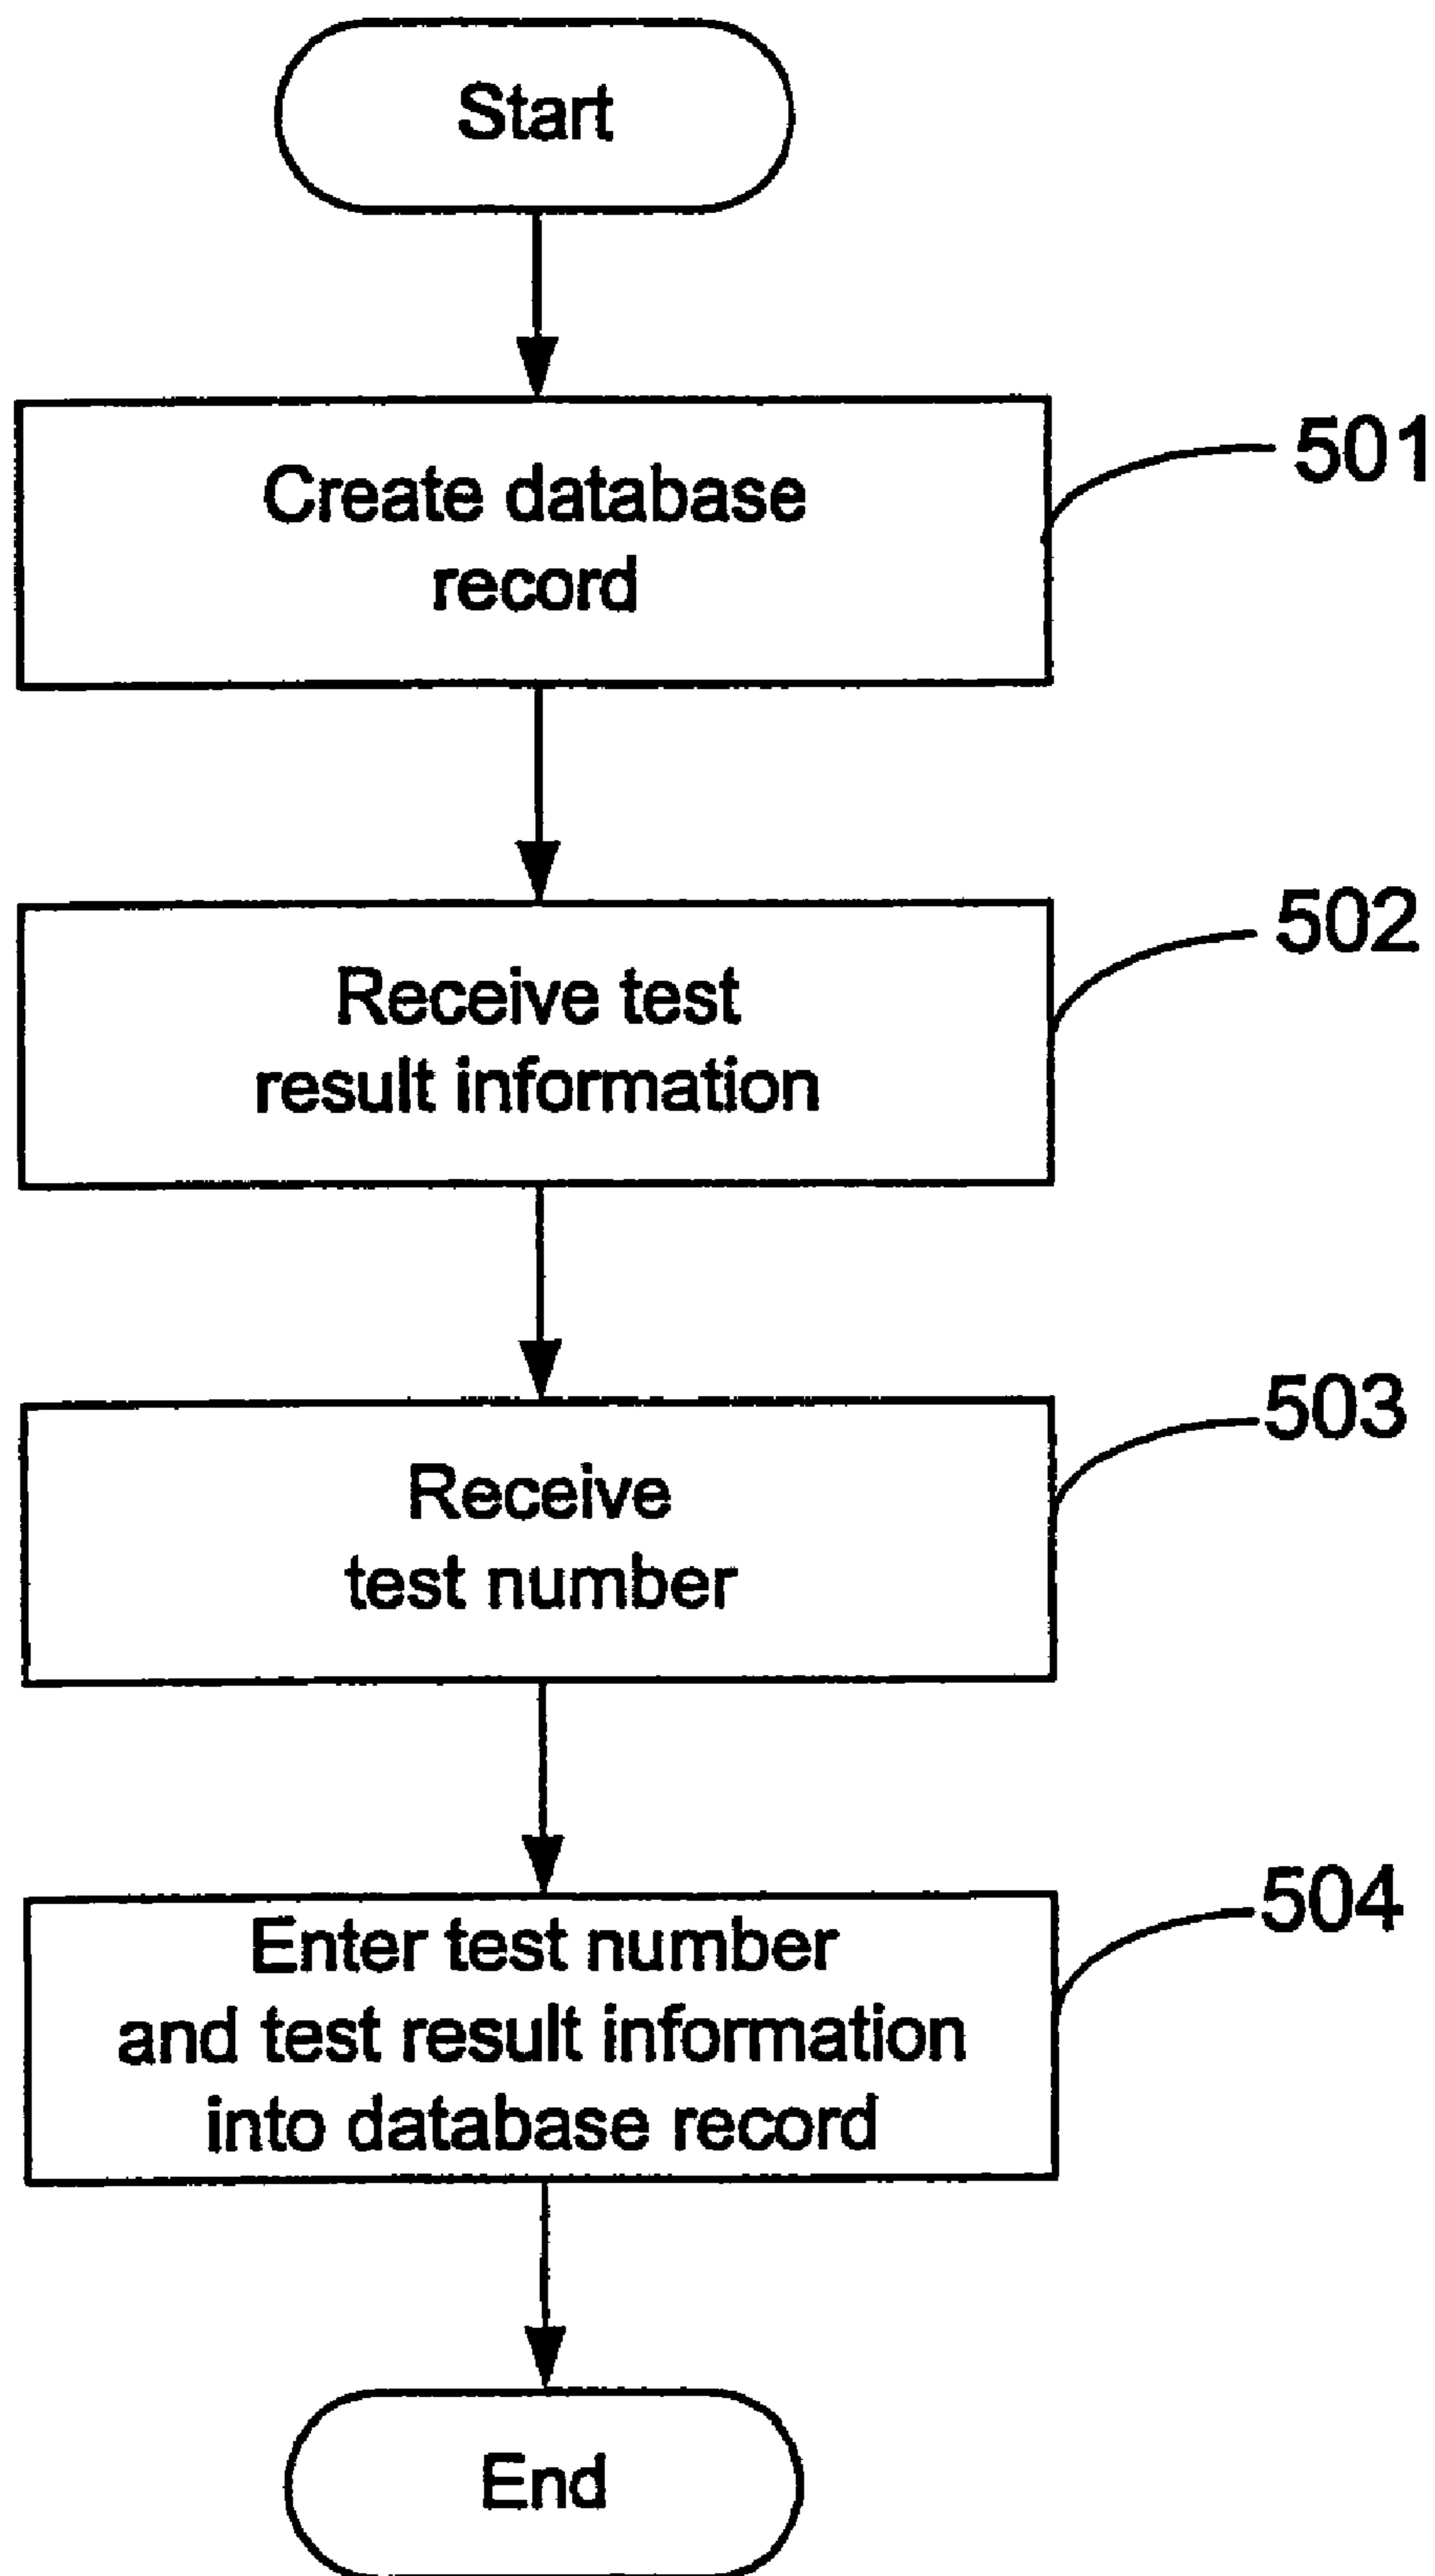 Start
Create database
record
501
Receive test
result information
502
Receive
test number
503
Enter test number
and test result information
into database record
504
End